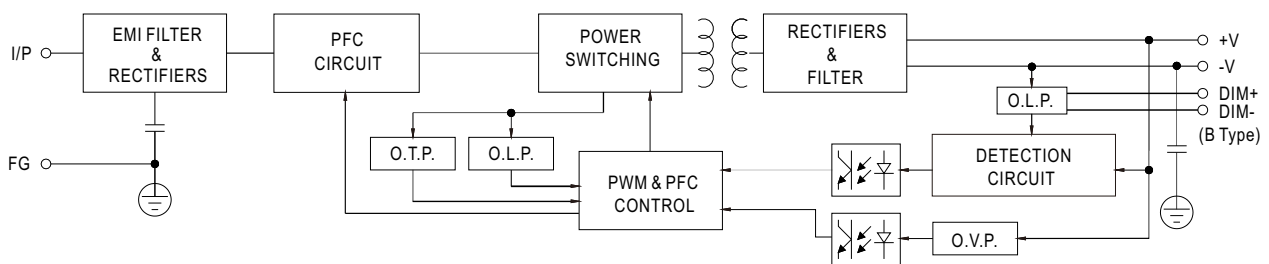 I/P
EMI FILTER
&
RECTIFIERS
PFC
CIRCUIT
POWER
SWITCHING
RECTIFIERS
&
FILTER
+V
-V
DIM+
DIM-
(B Type)
O.L.P.
FG
O.T.P.
O.L.P.
PWM & PFC
CONTROL
DETECTION
CIRCUIT
O.V.P.